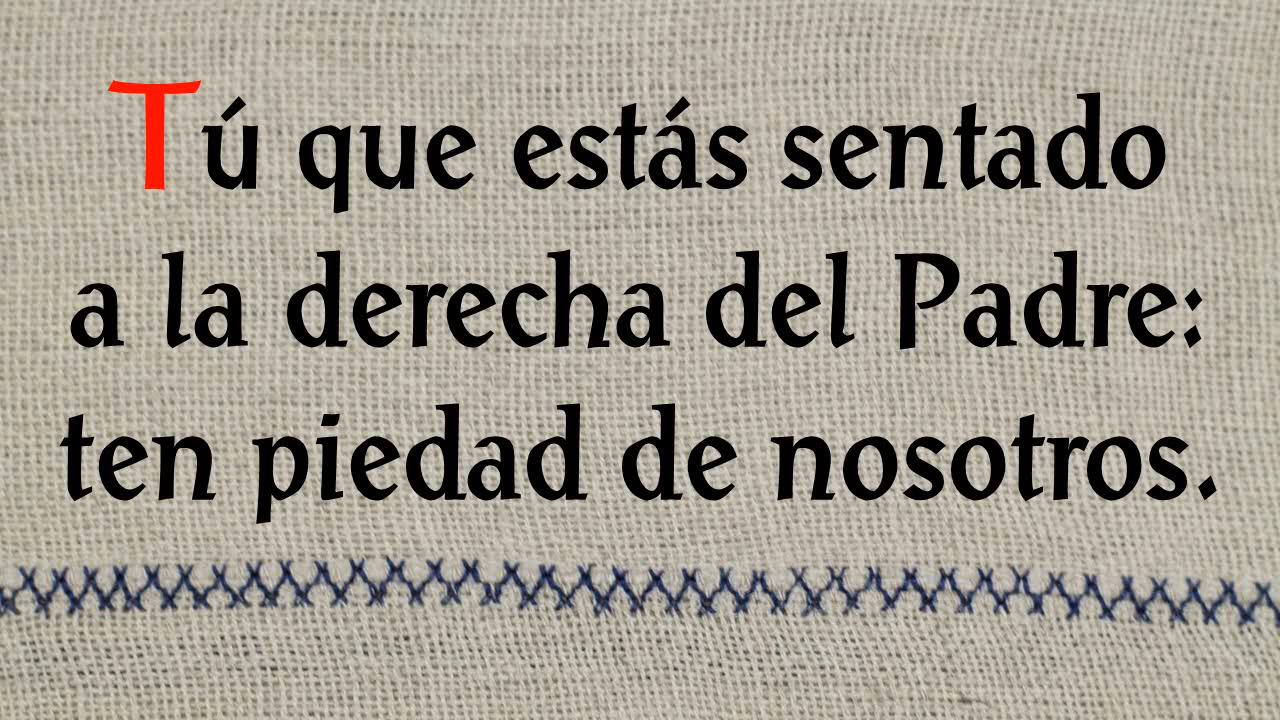 Tú que estás sentado
a la derecha del Padre:
ten piedad de nosotros.